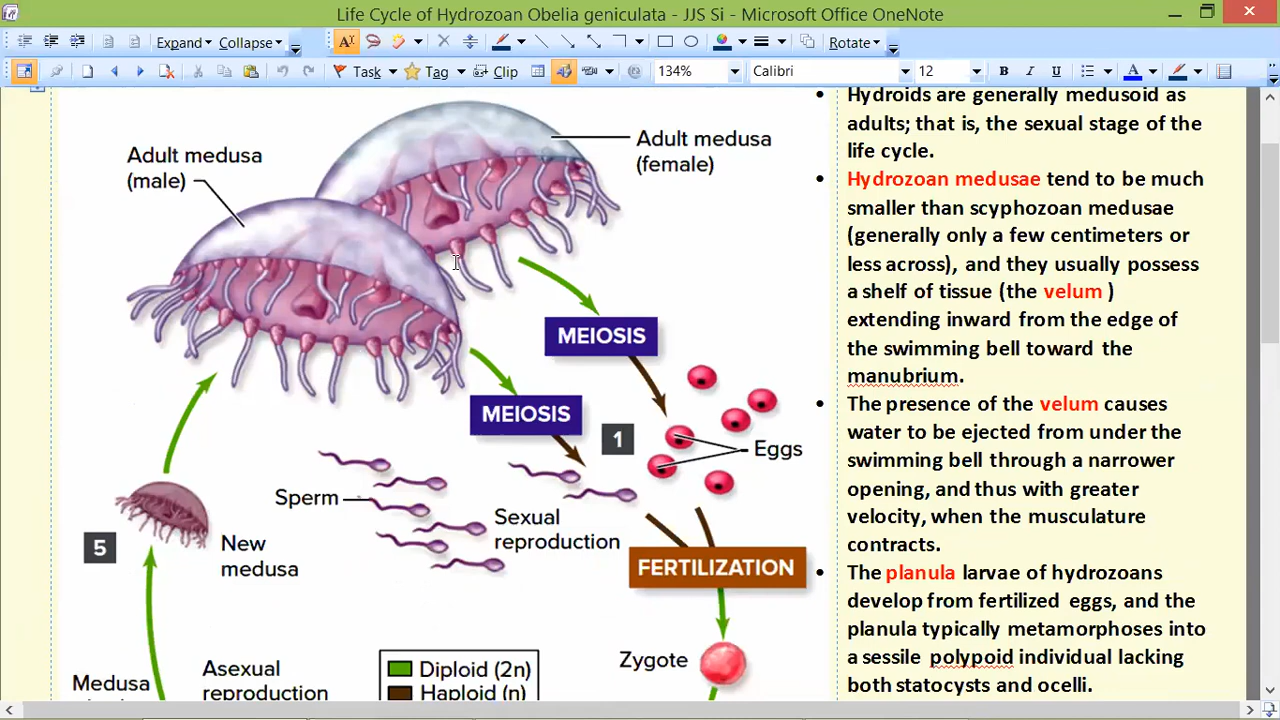 Life Cycle of Hydrozoan Obelia geniculata - JJS Si - Microsoft Office OneNote
Expand Collapse Rotate
Task Tag Clip 134% Calibri 12 B I U A
Adult medusa
(male)
Adult medusa
(female)
MEIOSIS
MEIOSIS
1
Eggs
Sperm
Sexual
reproduction
5
New
medusa
FERTILIZATION
Zygote
Medusa
Asexual
reproduction
Diploid (2n)
Haploid (n)
• Hydroids are generally medusoid as
adults; that is, the sexual stage of the
life cycle.
• Hydrozoan medusae tend to be much
smaller than scyphozoan medusae
(generally only a few centimeters or
less across), and they usually possess
a shelf of tissue (the velum )
extending inward from the edge of
the swimming bell toward the
manubrium.
• The presence of the velum causes
water to be ejected from under the
swimming bell through a narrower
opening, and thus with greater
velocity, when the musculature
contracts.
• The planula larvae of hydrozoans
develop from fertilized eggs, and the
planula typically metamorphoses into
a sessile polypoid individual lacking
both statocysts and ocelli.